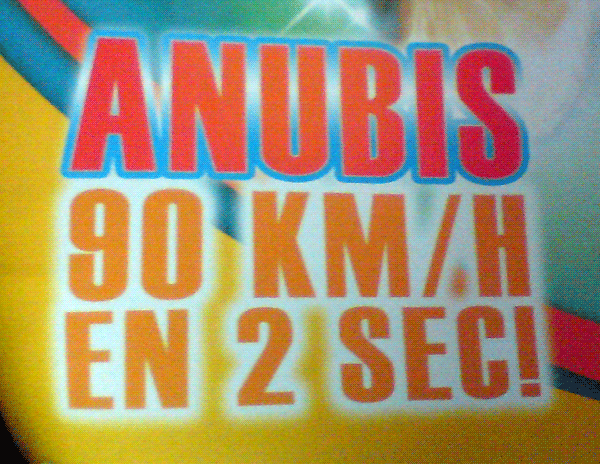 ANUBIS
90 KM/H
EN 2 SEC!